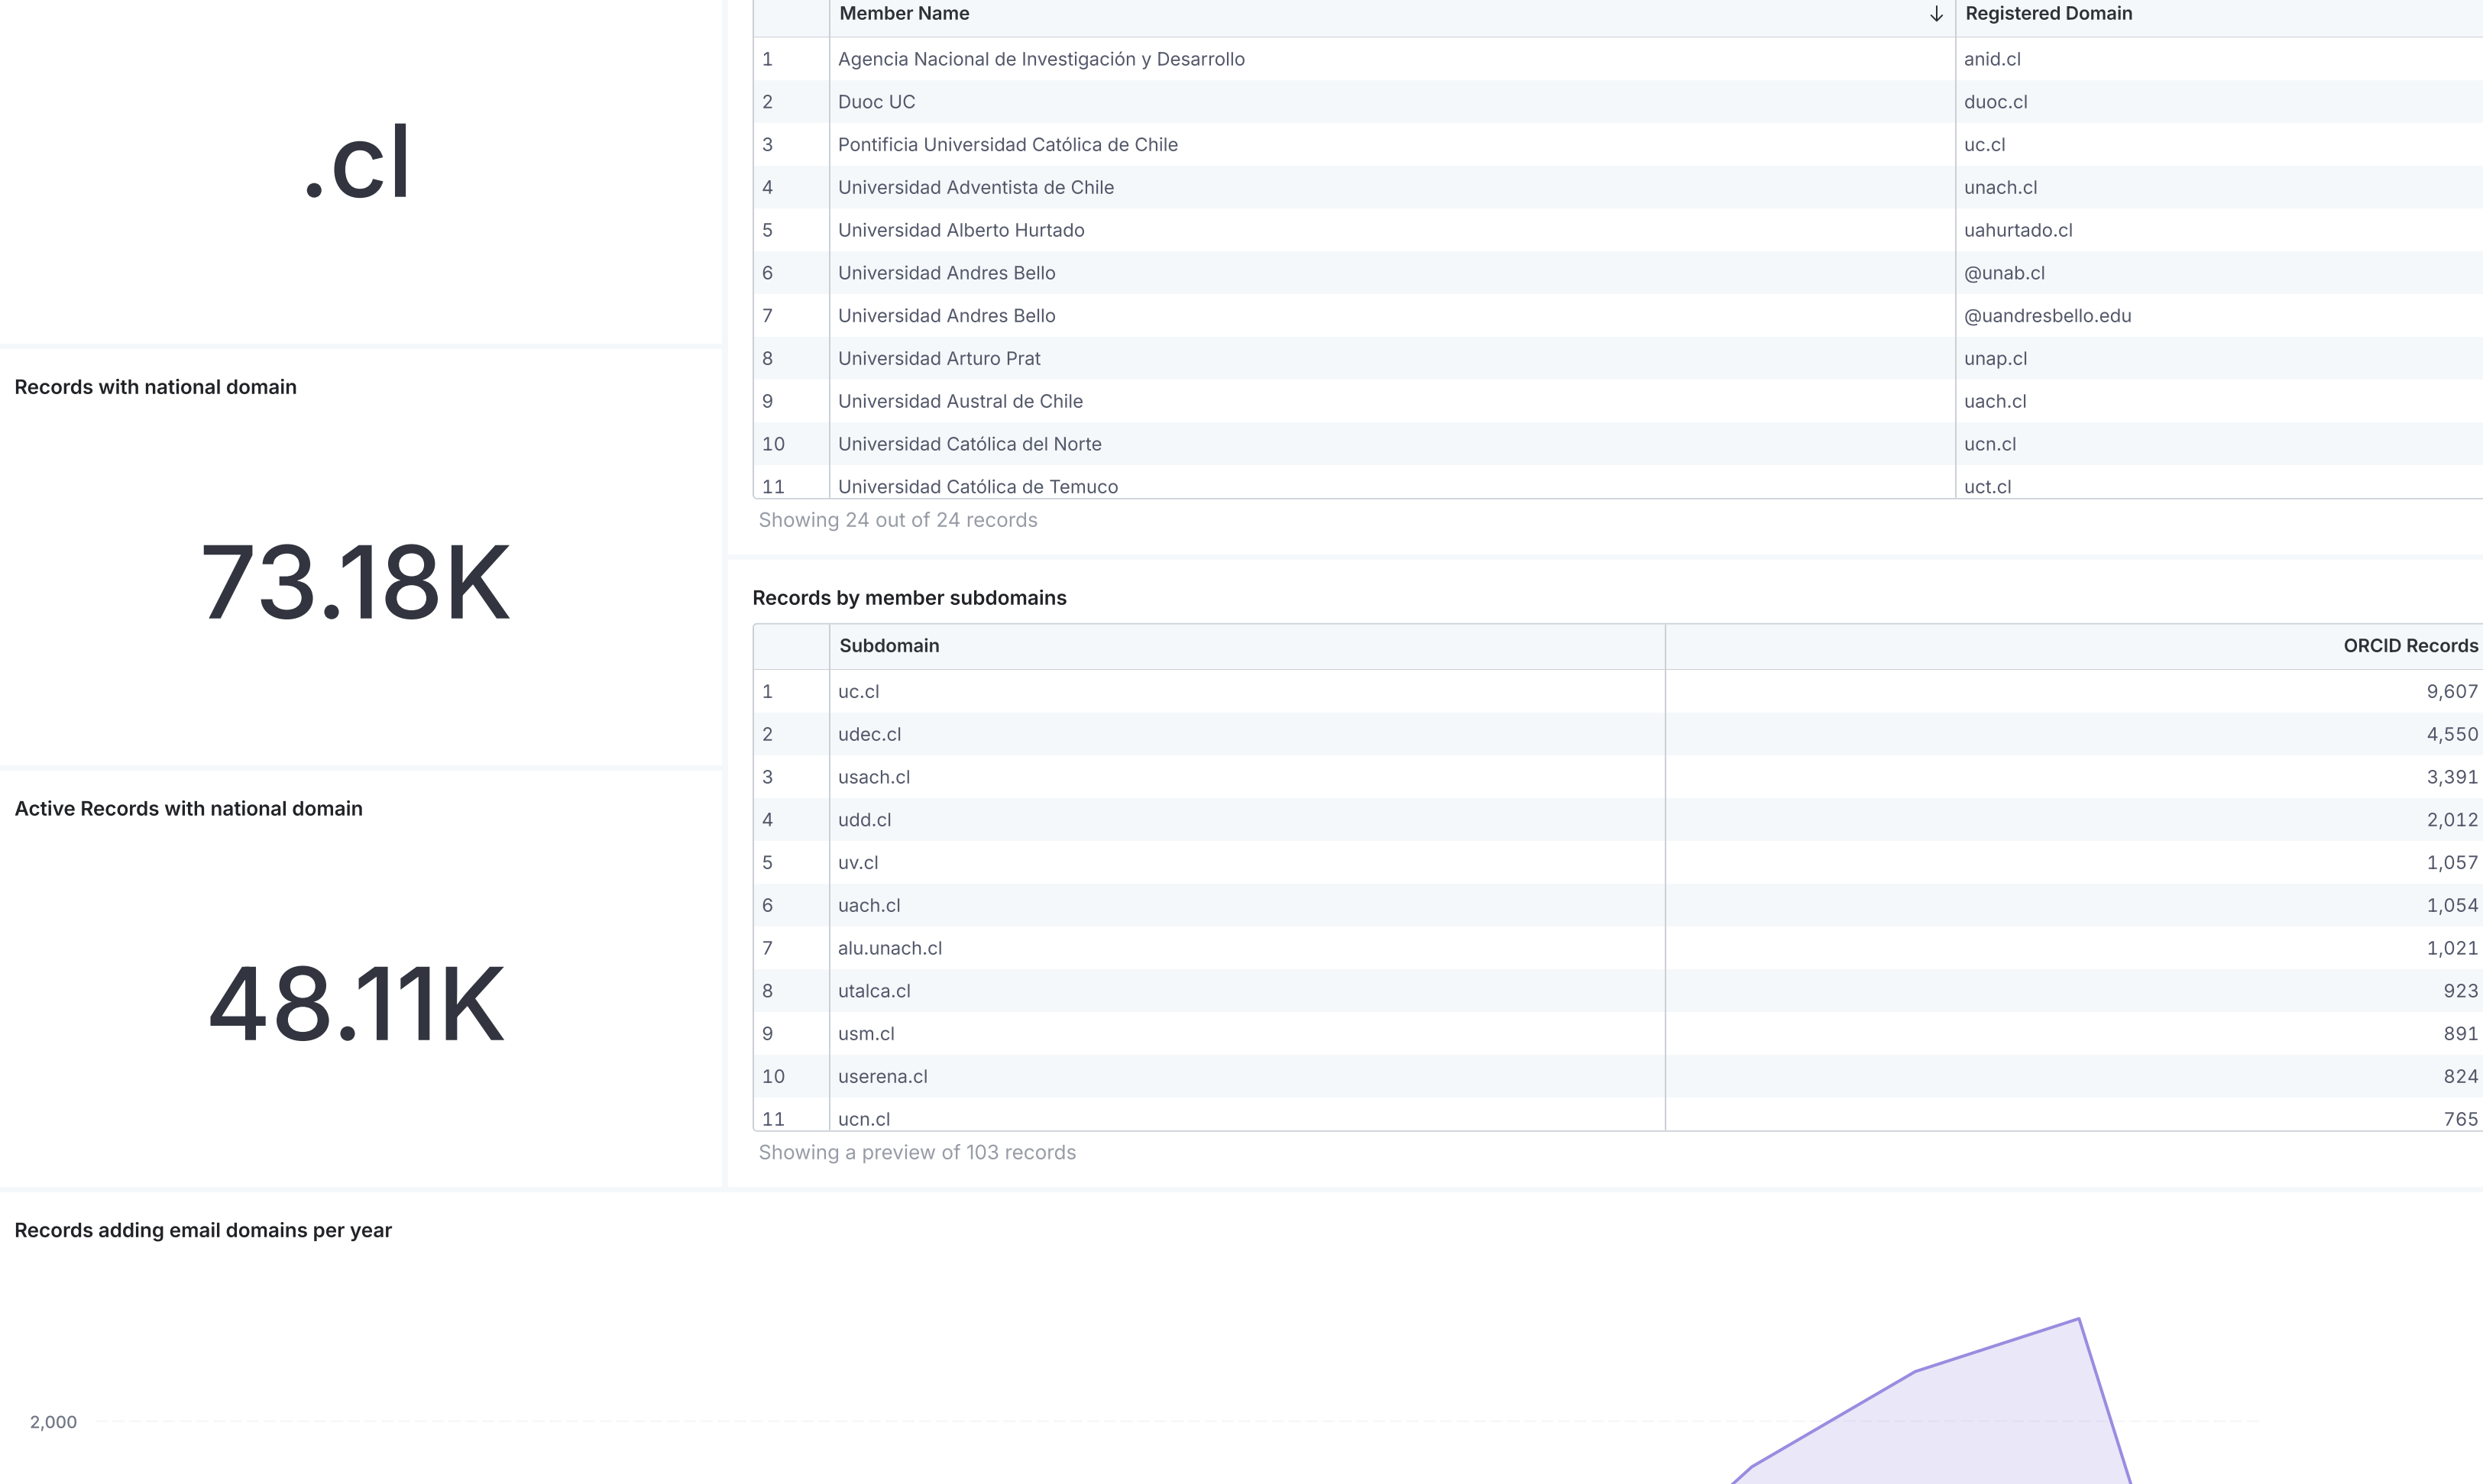 .cl
Records with national domain
73.18K
Active Records with national domain
48.11K
Member Name Registered Domain
1 Agencia Nacional de Investigación y Desarrollo anid.cl
2 Duoc UC duoc.cl
3 Pontificia Universidad Católica de Chile uc.cl
4 Universidad Adventista de Chile unach.cl
5 Universidad Alberto Hurtado uahurtado.cl
6 Universidad Andres Bello @unab.cl
7 Universidad Andres Bello @uandresbello.edu
8 Universidad Arturo Prat unap.cl
9 Universidad Austral de Chile uach.cl
10 Universidad Católica del Norte ucn.cl
11 Universidad Católica de Temuco uct.cl
Showing 24 out of 24 records
Records by member subdomains
Subdomain ORCID Records
1 uc.cl 9,607
2 udec.cl 4,550
3 usach.cl 3,391
4 udd.cl 2,012
5 uv.cl 1,057
6 uach.cl 1,054
7 alu.unach.cl 1,021
8 utalca.cl 923
9 usm.cl 891
10 userena.cl 824
11 ucn.cl 765
Showing a preview of 103 records
Records adding email domains per year
2,000